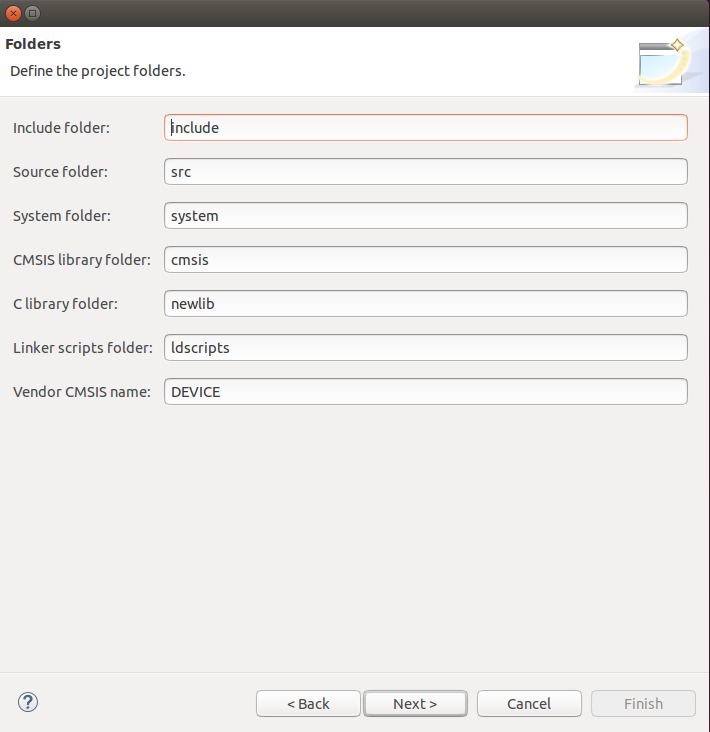 Folders
Define the project folders.
Include folder: include
Source folder: src
System folder: system
CMSIS library folder: cmsis
C library folder: newlib
Linker scripts folder: ldscripts
Vendor CMSIS name: DEVICE
? < Back Next > Cancel Finish